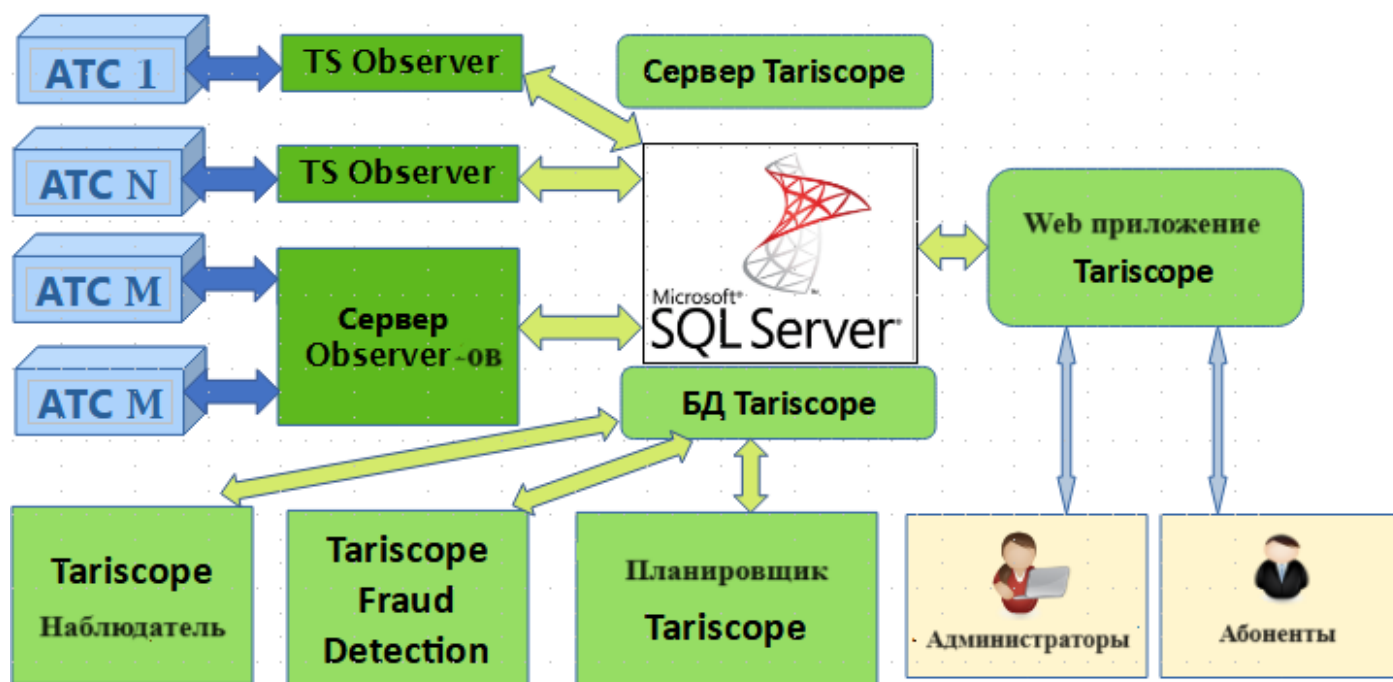 АТС 1
TS Observer
Сервер Tariscope
АТС N
TS Observer
Microsoft®
SQL Server®
Web приложение
Tariscope
АТС M
Сервер
Observer-ов
АТС M
БД Tariscope
Tariscope
Наблюдатель
Tariscope
Fraud
Detection
Планировщик
Tariscope
Администраторы
Абоненты